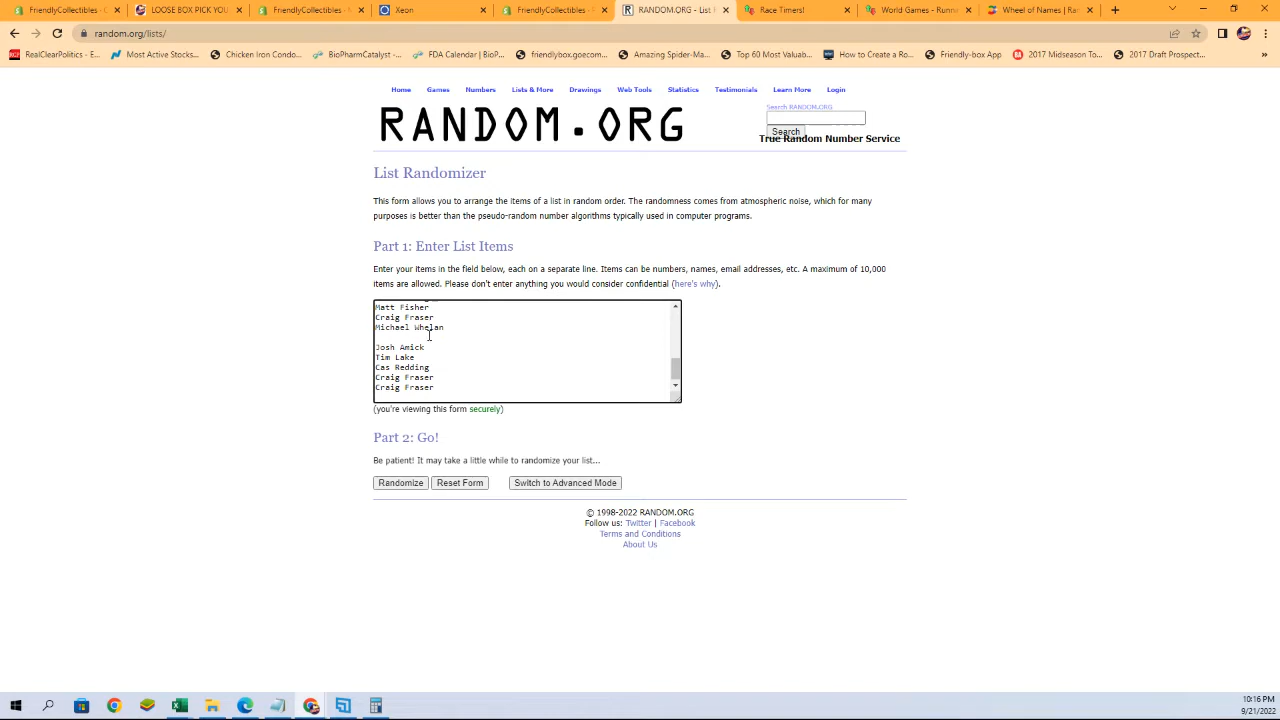 FriendlyCollectibles - C
LOOSE BOX PICK YOU
FriendlyCollectibles - S
Xeon
FriendlyCollectibles - P
RANDOM.ORG - List R
Race Timers!
World Games - Runn
Wheel of Names | Ra
random.org/lists/
RealClearPolitics - E...
Most Active Stocks...
Chicken Iron Condo...
BioPharmCatalyst -...
FDA Calendar | BioP...
friendlybox.goecom...
Amazing Spider-Ma...
Top 60 Most Valuab...
How to Create a Ro...
Friendly-box App
2017 Midseason To...
2017 Draft Prospect...
Home Games Numbers Lists & More Drawings Web Tools Statistics Testimonials Learn More Login
RANDOM.ORG
Search RANDOM.ORG
Search
True Random Number Service
List Randomizer
This form allows you to arrange the items of a list in random order. The randomness comes from atmospheric noise, which for many
purposes is better than the pseudo-random number algorithms typically used in computer programs.
Part 1: Enter List Items
Enter your items in the field below, each on a separate line. Items can be numbers, names, email addresses, etc. A maximum of 10,000
items are allowed. Please don't enter anything you would consider confidential (here's why).
Matt Fisher
Craig Fraser
Michael Whelan
Josh Amick
Tim Lake
Cas Redding
Craig Fraser
Craig Fraser
(you're viewing this form securely)
Part 2: Go!
Be patient! It may take a little while to randomize your list...
Randomize Reset Form Switch to Advanced Mode
© 1998-2022 RANDOM.ORG
Follow us: Twitter | Facebook
Terms and Conditions
About Us
10:16 PM
9/21/2022